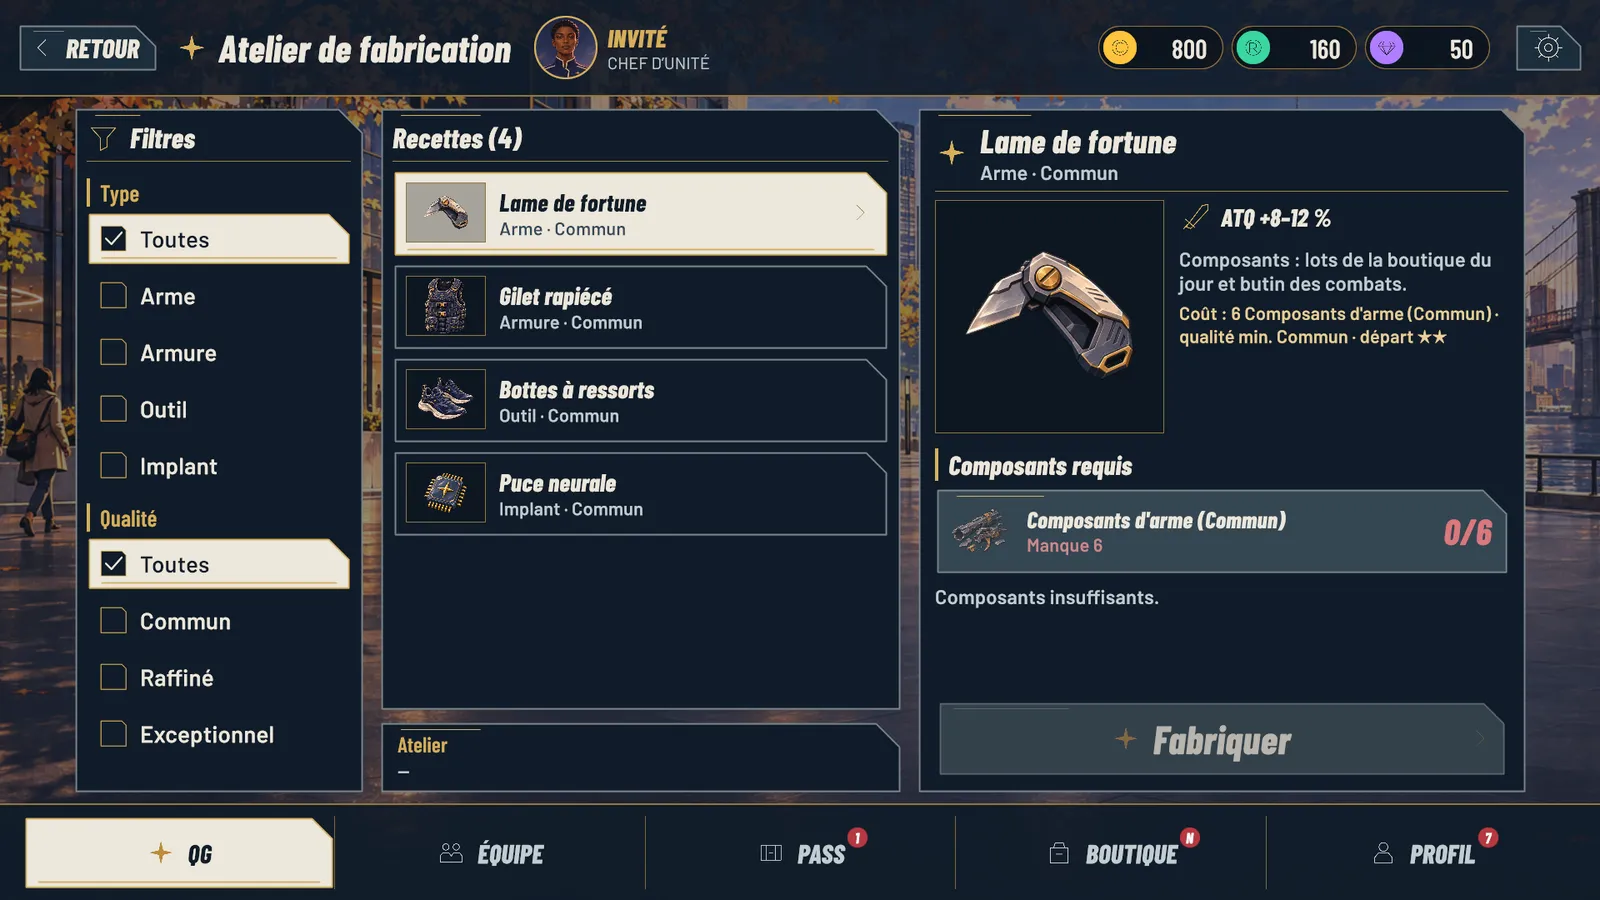 RETOUR
Atelier de fabrication
INVITÉ
CHEF D'UNITÉ
800
160
50
Filtres
Type
Toutes
Arme
Armure
Outil
Implant
Qualité
Toutes
Commun
Raffiné
Exceptionnel
Recettes (4)
Lame de fortune
Arme · Commun
Gilet rapiécé
Armure · Commun
Bottes à ressorts
Outil · Commun
Puce neurale
Implant · Commun
Atelier
–
Lame de fortune
Arme · Commun
ATQ +8-12 %
Composants : lots de la boutique du
jour et butin des combats.
Coût : 6 Composants d'arme (Commun) ·
qualité min. Commun · départ ★★
Composants requis
Composants d'arme (Commun)
Manque 6
0/6
Composants insuffisants.
Fabriquer
QG
ÉQUIPE
PASS
1
BOUTIQUE
N
PROFIL
7